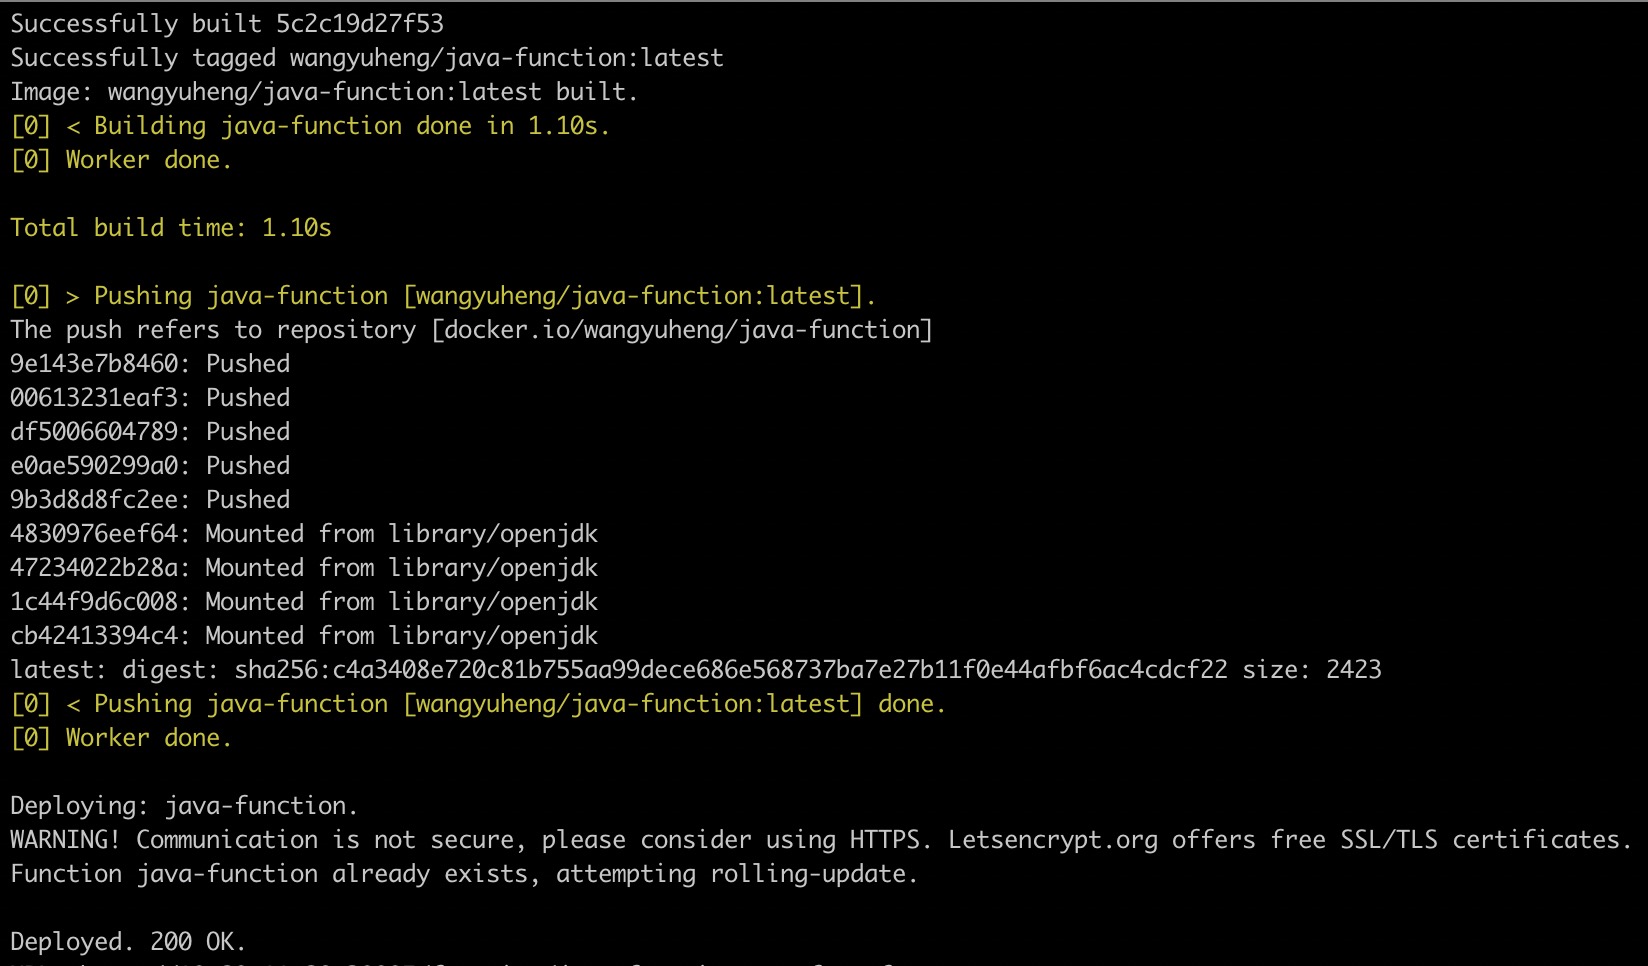 Successfully built 5c2c19d27f53
Successfully tagged wangyuheng/java-function:latest
Image: wangyuheng/java-function:latest built.
[0] < Building java-function done in 1.10s.
[0] Worker done.
Total build time: 1.10s
[0] > Pushing java-function [wangyuheng/java-function:latest].
The push refers to repository [docker.io/wangyuheng/java-function]
9e143e7b8460: Pushed
00613231eaf3: Pushed
df5006604789: Pushed
e0ae590299a0: Pushed
9b3d8d8fc2ee: Pushed
4830976eef64: Mounted from library/openjdk
47234022b28a: Mounted from library/openjdk
1c44f9d6c008: Mounted from library/openjdk
cb42413394c4: Mounted from library/openjdk
latest: digest: sha256:c4a3408e720c81b755aa99dece686e568737ba7e27b11f0e44afbf6ac4cdcf22 size: 2423
[0] < Pushing java-function [wangyuheng/java-function:latest] done.
[0] Worker done.
Deploying: java-function.
WARNING! Communication is not secure, please consider using HTTPS. Letsencrypt.org offers free SSL/TLS certificates.
Function java-function already exists, attempting rolling-update.
Deployed. 200 OK.